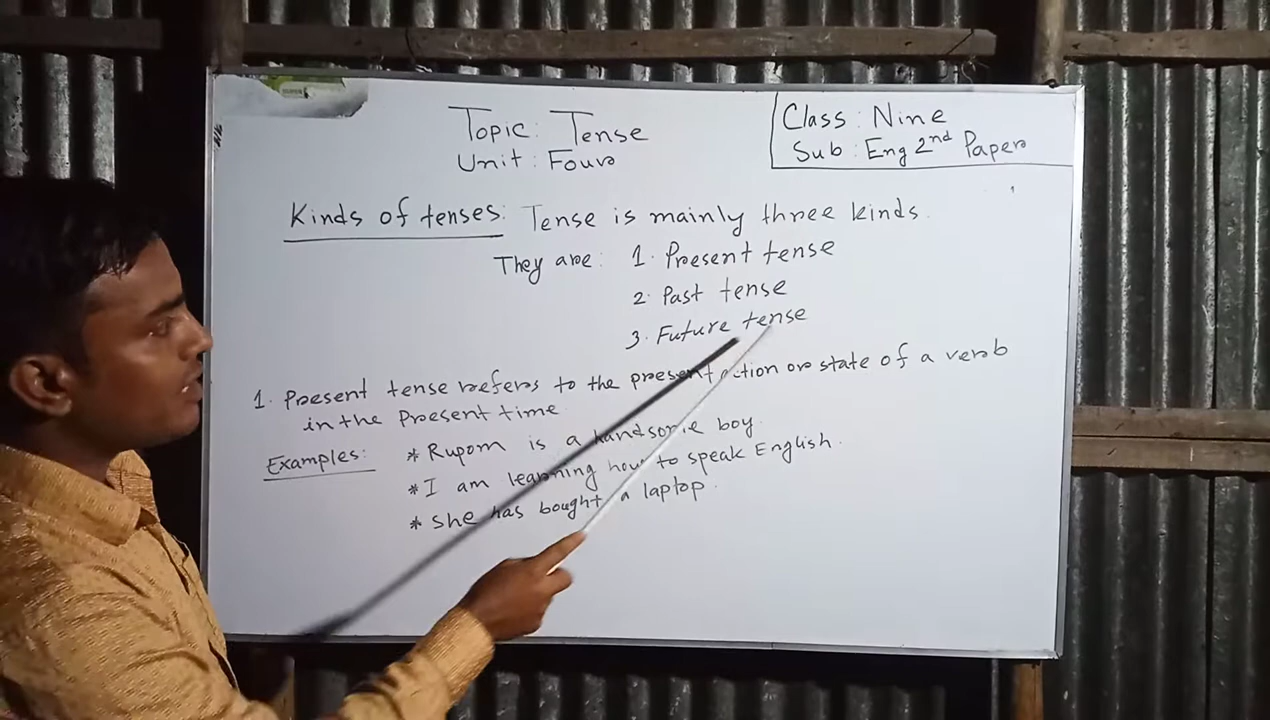 Topic: Tense
Unit: Four
Class: Nine
Sub: Eng 2nd Paper
Kinds of tenses: Tense is mainly three kinds.
They are: 1. Present tense
2. Past tense
3. Future tense
1. Present tense refers to the present action or state of a verb
in the Present time.
Examples: * Rupom is a handsome boy.
* I am learning how to speak English.
* She has bought a laptop.